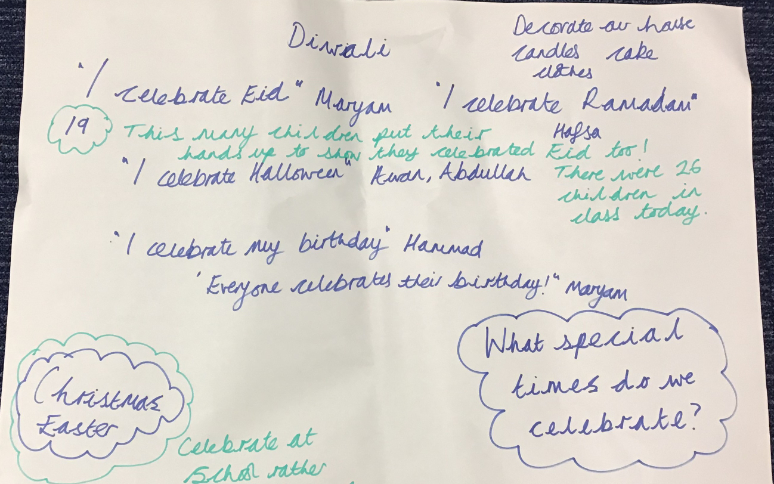 Diwali
Decorate our house
candles cake
clothes
"I celebrate Eid" Maryam
"I celebrate Ramadan"
Hafsa
19
This many children put their
hands up to show they celebrated Eid too!
"I celebrate Halloween" Awan, Abdullah
There were 26
children in
class today.
"I celebrate my birthday" Hammad
"Everyone celebrates their birthday!" Maryam
What special
times do we
celebrate?
Christmas
Easter
Celebrate at
School rather